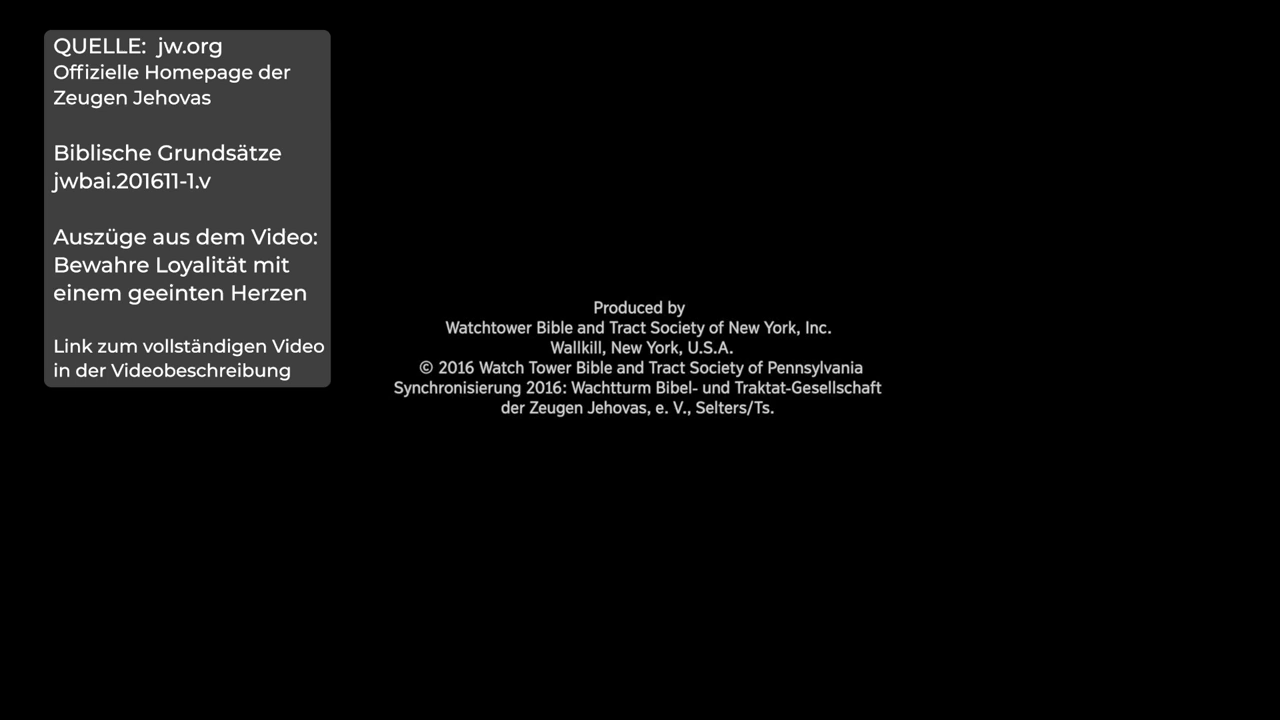 QUELLE:  jw.org
Offizielle Homepage der
Zeugen Jehovas
Biblische Grundsätze
jwbai.201611-1.v
Auszüge aus dem Video:
Bewahre Loyalität mit
einem geeinten Herzen
Link zum vollständigen Video
in der Videobeschreibung
Produced by
Watchtower Bible and Tract Society of New York, Inc.
Wallkill, New York, U.S.A.
© 2016 Watch Tower Bible and Tract Society of Pennsylvania
Synchronisierung 2016: Wachtturm Bibel- und Traktat-Gesellschaft
der Zeugen Jehovas, e. V., Selters/Ts.